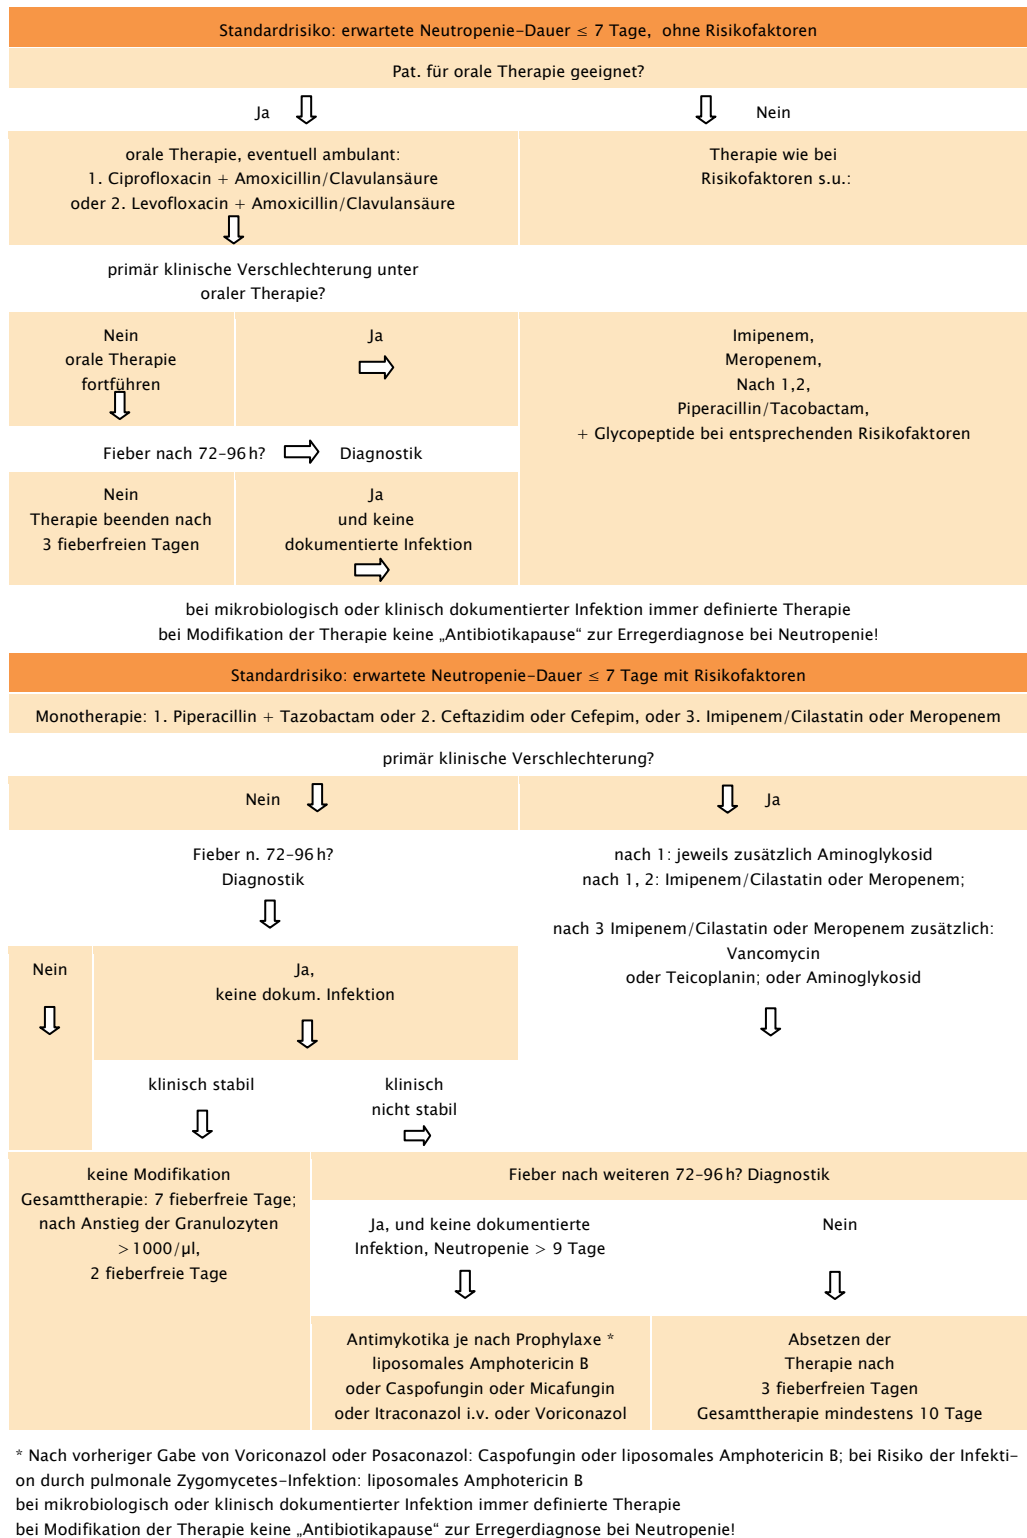 Standardrisiko: erwartete Neutropenie-Dauer ≤ 7 Tage, ohne Risikofaktoren
Pat. für orale Therapie geeignet?
Ja
Nein
orale Therapie, eventuell ambulant:
1. Ciprofloxacin + Amoxicillin/Clavulansäure
oder 2. Levofloxacin + Amoxicillin/Clavulansäure
Therapie wie bei
Risikofaktoren s.u.:
primär klinische Verschlechterung unter
oraler Therapie?
Nein
orale Therapie
fortführen
Ja
Imipenem,
Meropenem,
Nach 1,2,
Piperacillin/Tacobactam,
+ Glycopeptide bei entsprechenden Risikofaktoren
Fieber nach 72–96 h?
Diagnostik
Nein
Therapie beenden nach
3 fieberfreien Tagen
Ja
und keine
dokumentierte Infektion
bei mikrobiologisch oder klinisch dokumentierter Infektion immer definierte Therapie
bei Modifikation der Therapie keine „Antibiotikapause“ zur Erregerdiagnose bei Neutropenie!
Standardrisiko: erwartete Neutropenie-Dauer ≤ 7 Tage mit Risikofaktoren
Monotherapie: 1. Piperacillin + Tazobactam oder 2. Ceftazidim oder Cefepim, oder 3. Imipenem/Cilastatin oder Meropenem
primär klinische Verschlechterung?
Nein
Ja
Fieber n. 72–96 h?
Diagnostik
nach 1: jeweils zusätzlich Aminoglykosid
nach 1, 2: Imipenem/Cilastatin oder Meropenem;
nach 3 Imipenem/Cilastatin oder Meropenem zusätzlich:
Vancomycin
oder Teicoplanin; oder Aminoglykosid
Nein
Ja,
keine dokum. Infektion
klinisch stabil
klinisch
nicht stabil
keine Modifikation
Gesamttherapie: 7 fieberfreie Tage;
nach Anstieg der Granulozyten
> 1000/µl,
2 fieberfreie Tage
Fieber nach weiteren 72–96 h? Diagnostik
Ja, und keine dokumentierte
Infektion, Neutropenie > 9 Tage
Nein
Antimykotika je nach Prophylaxe *
liposomales Amphotericin B
oder Caspofungin oder Micafungin
oder Itraconazol i.v. oder Voriconazol
Absetzen der
Therapie nach
3 fieberfreien Tagen
Gesamttherapie mindestens 10 Tage
* Nach vorheriger Gabe von Voriconazol oder Posaconazol: Caspofungin oder liposomales Amphotericin B; bei Risiko der Infekti-
on durch pulmonale Zygomycetes-Infektion: liposomales Amphotericin B
bei mikrobiologisch oder klinisch dokumentierter Infektion immer definierte Therapie
bei Modifikation der Therapie keine „Antibiotikapause“ zur Erregerdiagnose bei Neutropenie!